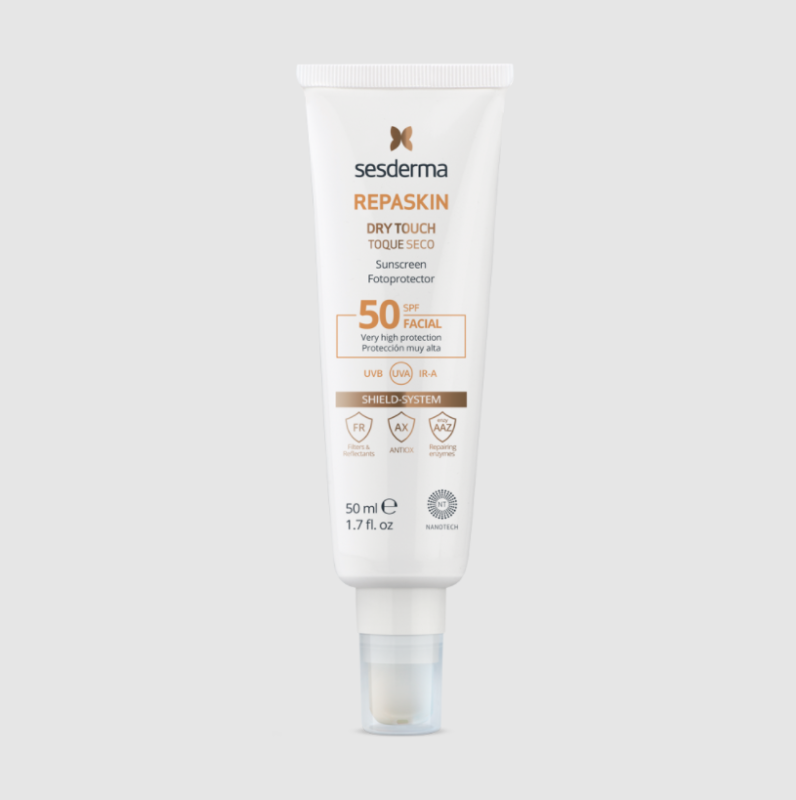 sesderma
REPASKIN
DRY TOUCH
TOQUE SECO
Sunscreen
Fotoprotector
50 SPF
FACIAL
Very high protection
Protección muy alta
UVB UVA IR-A
SHIELD-SYSTEM
FR AX AAZ
Filters &
Reflectants
ANTIOX
Repairing
enzymes
50 ml e
1.7 fl. oz
NT
NANOTECH